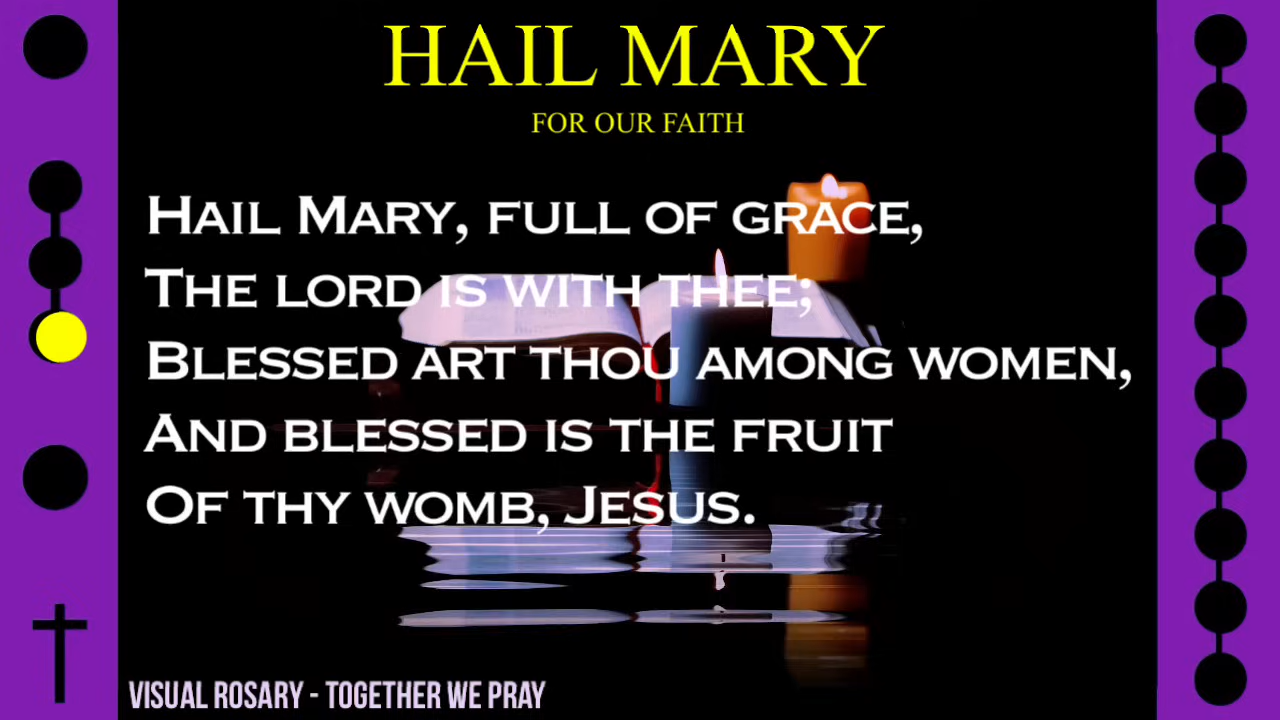 HAIL MARY
FOR OUR FAITH
HAIL MARY, FULL OF GRACE,
THE LORD IS WITH THEE;
BLESSED ART THOU AMONG WOMEN,
AND BLESSED IS THE FRUIT
OF THY WOMB, JESUS.
VISUAL ROSARY - TOGETHER WE PRAY